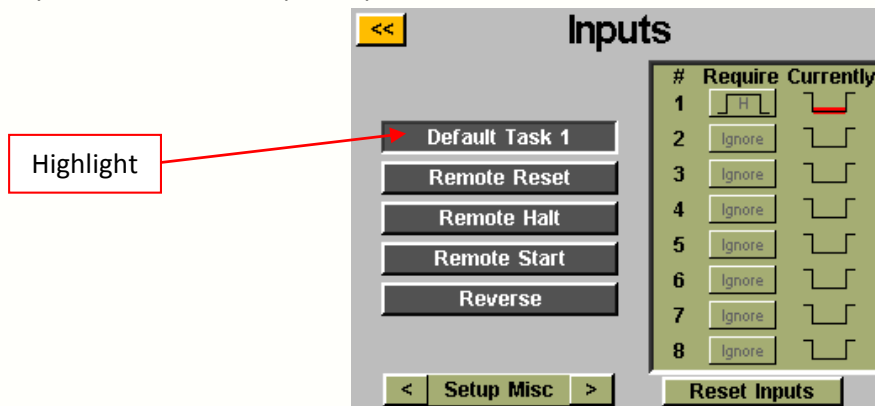 << Inputs
# Require Currently
1 H
Default Task 1 2 Ignore
Highlight
Remote Reset 3 Ignore
Remote Halt 4 Ignore
Remote Start 5 Ignore
6 Ignore
Reverse
7 Ignore
8 Ignore
< Setup Misc > Reset Inputs